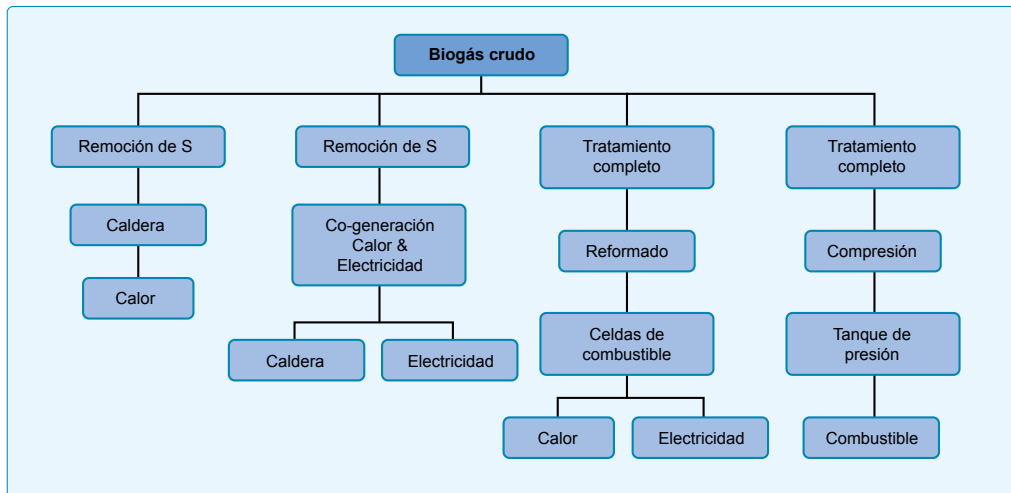 Biogás crudo
Remoción de S
Remoción de S
Tratamiento
completo
Tratamiento
completo
Caldera
Co-generación
Calor &
Electricidad
Reformado
Compresión
Calor
Caldera
Electricidad
Celdas de
combustible
Tanque de
presión
Calor
Electricidad
Combustible